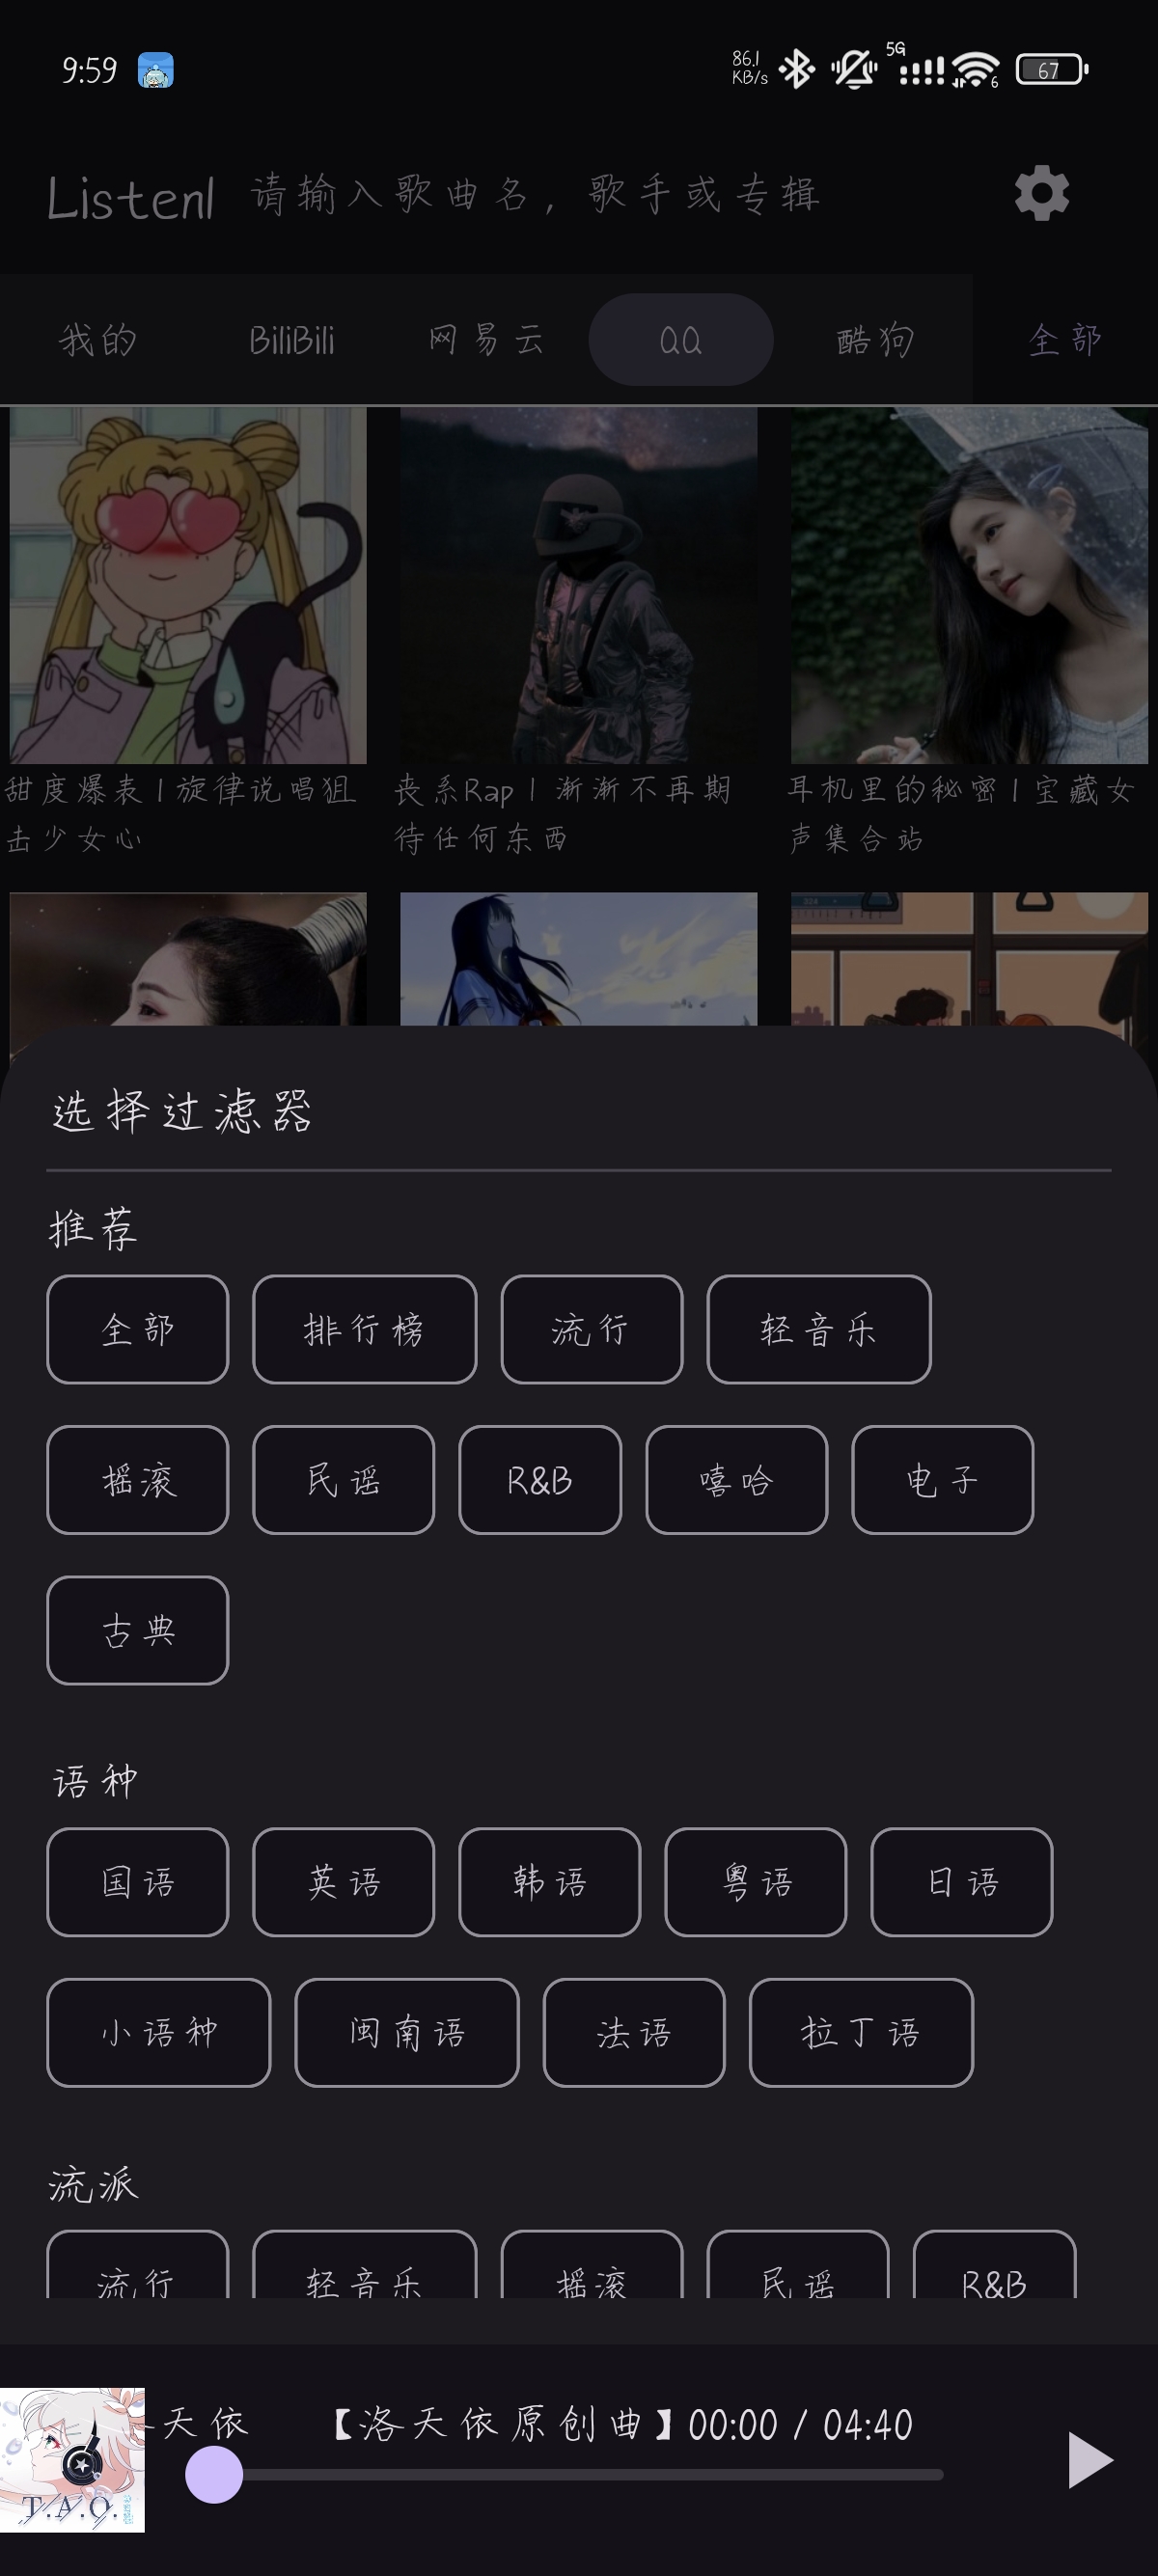 9:59 86.1 KB/s 5G 6 67
Listen1 请输入歌曲名，歌手或专辑
我的 BiliBili 网易云 QQ 酷狗 全部
甜度爆表 | 旋律说唱狙
击少女心
丧系Rap | 渐渐不再期
待任何东西
耳机里的秘密 | 宝藏女
声集合站
324
选择过滤器
推荐
全部 排行榜 流行 轻音乐
摇滚 民谣 R&B 嘻哈 电子
古典
语种
国语 英语 韩语 粤语 日语
小语种 闽南语 法语 拉丁语
流派
流行 轻音乐 摇滚 民谣 R&B
天依 【洛天依原创曲】00:00 / 04:40
T.A.O.